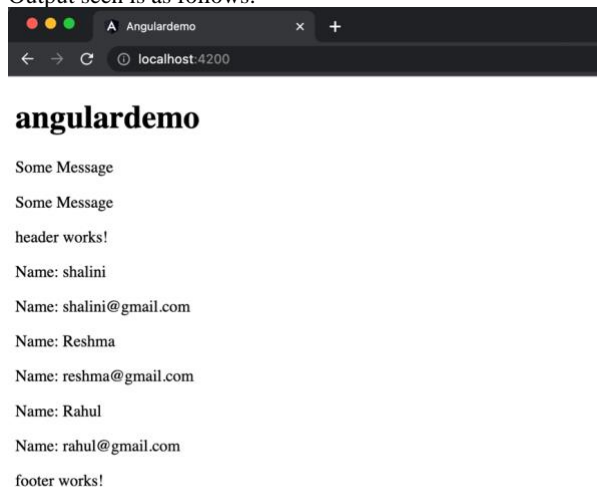 Output seen is as follows:
Angulardemo
localhost:4200
angulardemo
Some Message
Some Message
header works!
Name: shalini
Name: shalini@gmail.com
Name: Reshma
Name: reshma@gmail.com
Name: Rahul
Name: rahul@gmail.com
footer works!